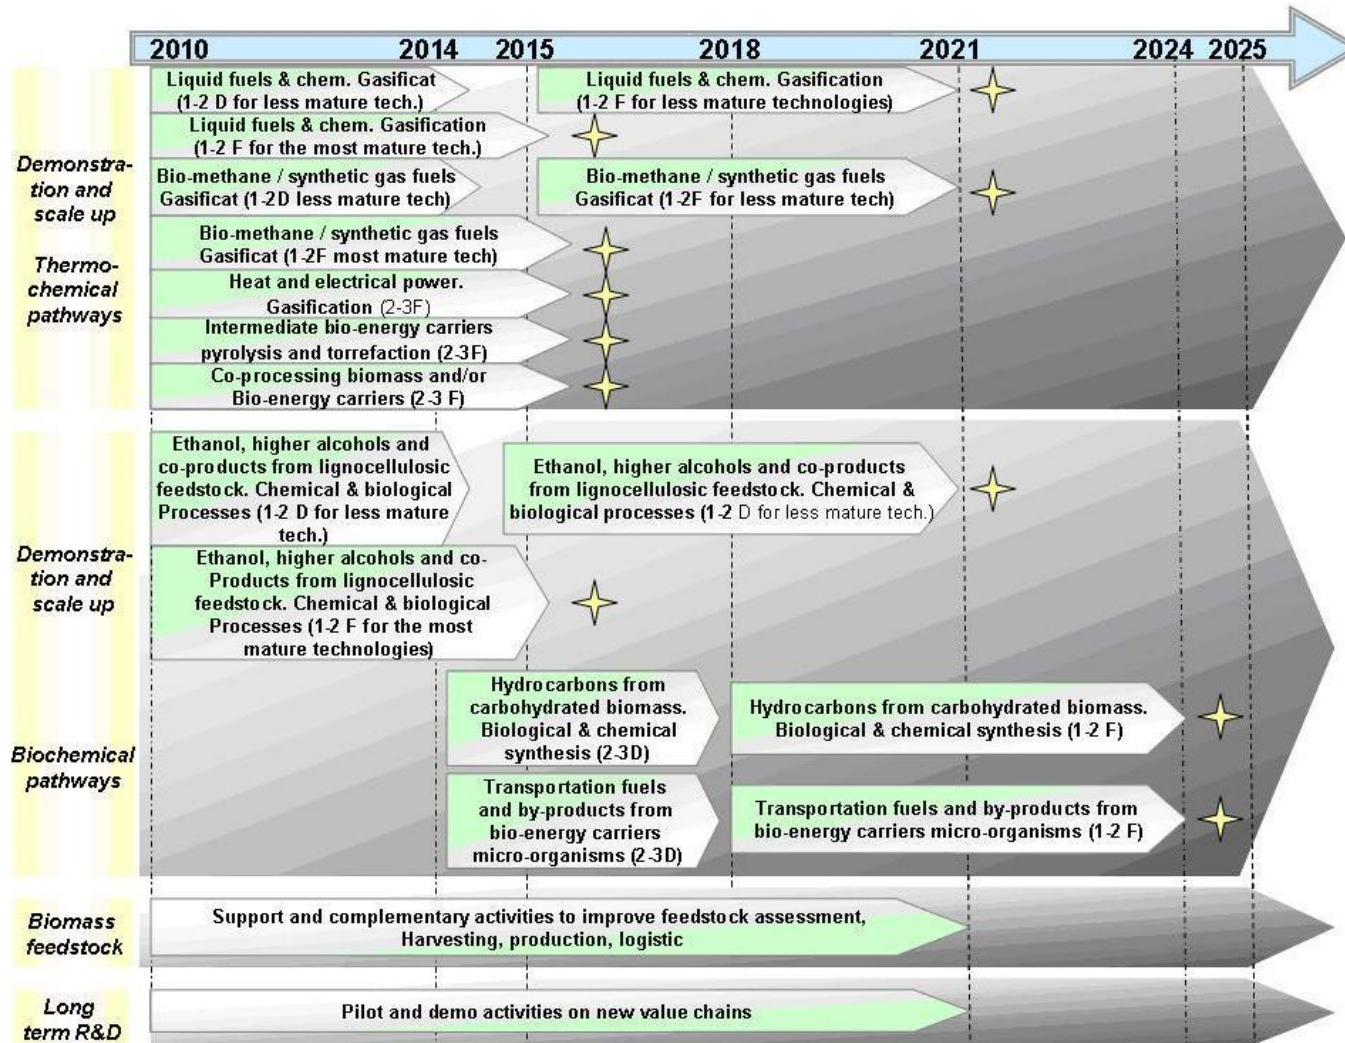 2010 2014 2015 2018 2021 2024 2025
Demonstra-
tion and
scale up
Thermo-
chemical
pathways
Liquid fuels & chem. Gasificat
(1-2 D for less mature tech.)
Liquid fuels & chem. Gasification
(1-2 F for less mature technologies)
Liquid fuels & chem. Gasification
(1-2 F for the most mature tech.)
Bio-methane / synthetic gas fuels
Gasificat (1-2D less mature tech)
Bio-methane / synthetic gas fuels
Gasificat (1-2F for less mature tech)
Bio-methane / synthetic gas fuels
Gasificat (1-2F most mature tech)
Heat and electrical power.
Gasification (2-3F)
Intermediate bio-energy carriers
pyrolysis and torrefaction (2-3F)
Co-processing biomass and/or
Bio-energy carriers (2-3 F)
Demonstra-
tion and
scale up
Biochemical
pathways
Ethanol, higher alcohols and
co-products from lignocellulosic
feedstock. Chemical & biological
Processes (1-2 D for less mature
tech.)
Ethanol, higher alcohols and co-products
from lignocellulosic feedstock. Chemical &
biological processes (1-2 D for less mature tech.)
Ethanol, higher alcohols and co-
Products from lignocellulosic
feedstock. Chemical & biological
Processes (1-2 F for the most
mature technologies)
Hydrocarbons from
carbohydrated biomass.
Biological & chemical
synthesis (2-3D)
Hydrocarbons from carbohydrated biomass.
Biological & chemical synthesis (1-2 F)
Transportation fuels
and by-products from
bio-energy carriers
micro-organisms (2-3D)
Transportation fuels and by-products from
bio-energy carriers micro-organisms (1-2 F)
Biomass
feedstock
Support and complementary activities to improve feedstock assessment,
Harvesting, production, logistic
Long
term R&D
Pilot and demo activities on new value chains